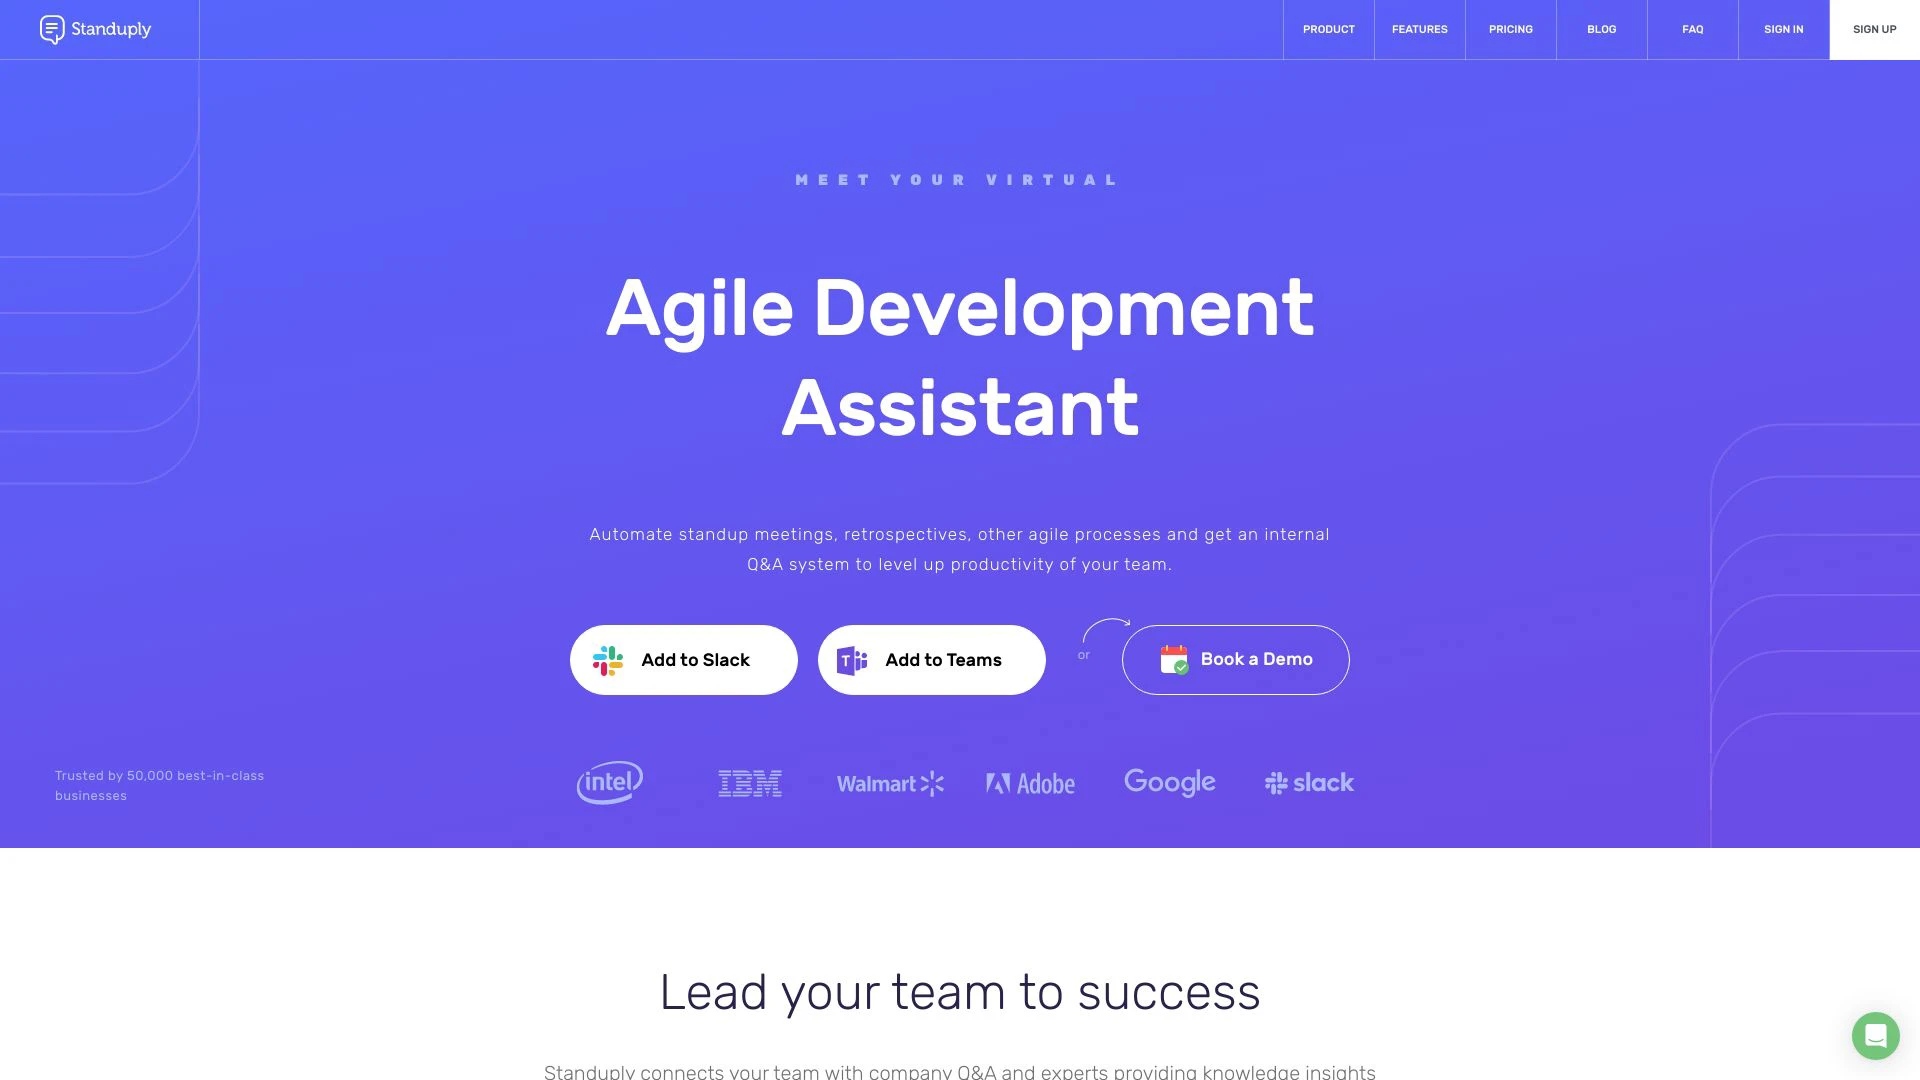 Standuply
PRODUCT
FEATURES
PRICING
BLOG
FAQ
SIGN IN
SIGN UP
MEET YOUR VIRTUAL
Agile Development
Assistant
Automate standup meetings, retrospectives, other agile processes and get an internal
Q&A system to level up productivity of your team.
Add to Slack
T
Add to Teams
or
Book a Demo
Trusted by 50,000 best-in-class
businesses
intel
IBM
Walmart
Adobe
Google
slack
Lead your team to success
Standuply connects your team with company Q&A and experts providing knowledge insights